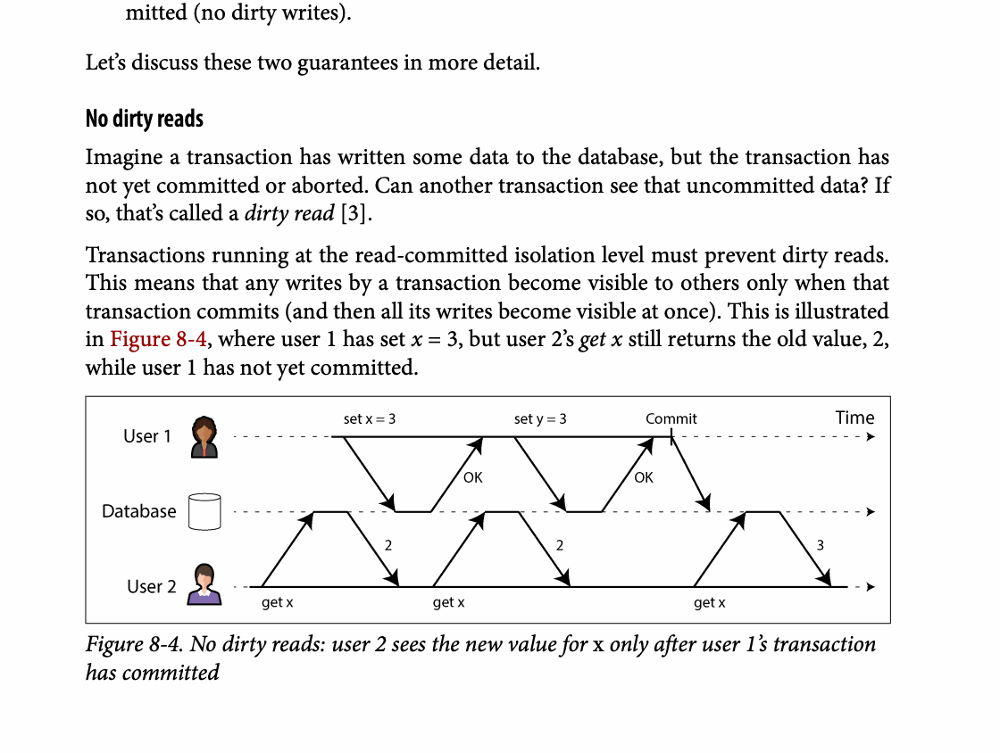 mitted (no dirty writes).
Let’s discuss these two guarantees in more detail.
No dirty reads
Imagine a transaction has written some data to the database, but the transaction has
not yet committed or aborted. Can another transaction see that uncommitted data? If
so, that’s called a dirty read [3].
Transactions running at the read-committed isolation level must prevent dirty reads.
This means that any writes by a transaction become visible to others only when that
transaction commits (and then all its writes become visible at once). This is illustrated
in Figure 8-4, where user 1 has set x = 3, but user 2’s get x still returns the old value, 2,
while user 1 has not yet committed.
set x = 3 set y = 3 Commit Time
User 1
OK OK
Database
2 2 3
User 2
get x get x get x
Figure 8-4. No dirty reads: user 2 sees the new value for x only after user 1’s transaction
has committed